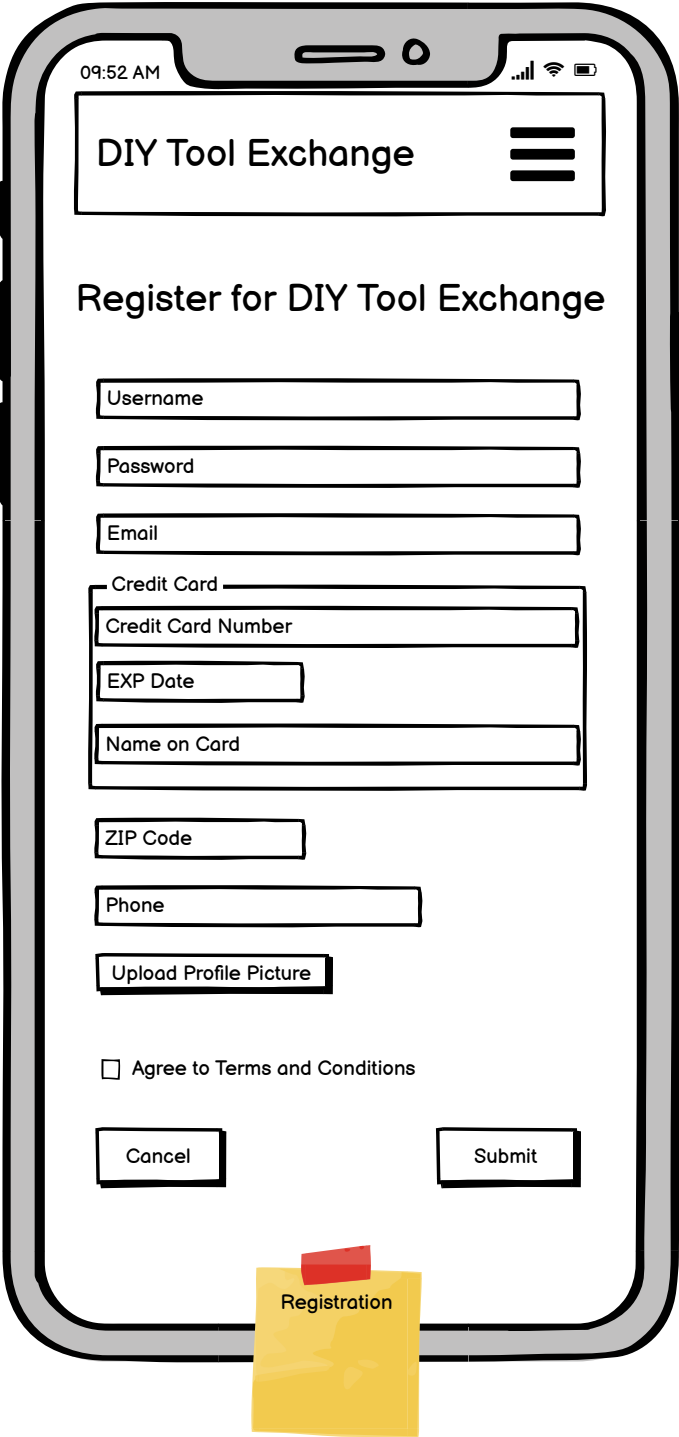 09:52 AM
DIY Tool Exchange
Register for DIY Tool Exchange
Username
Password
Email
Credit Card
Credit Card Number
EXP Date
Name on Card
ZIP Code
Phone
Upload Profile Picture
Agree to Terms and Conditions
Cancel
Submit
Registration